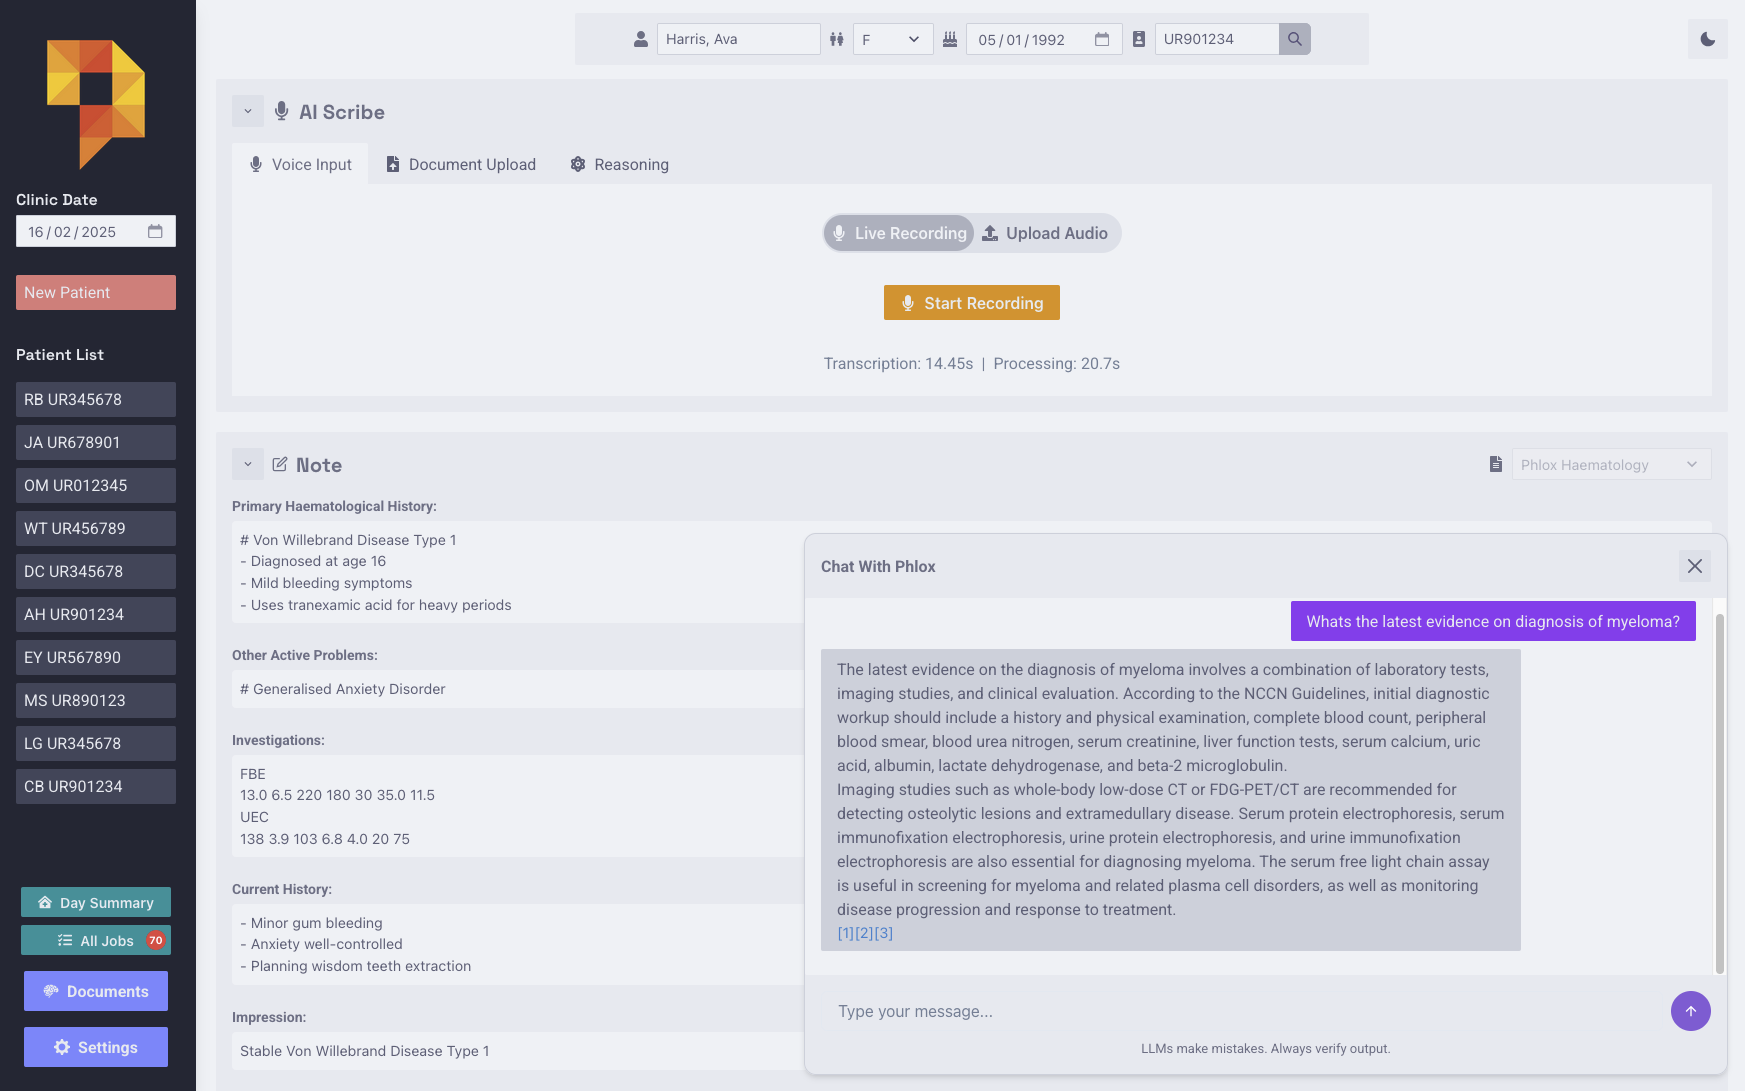 Harris, Ava
F
05/01/1992
UR901234
Clinic Date
16/02/2025
New Patient
Patient List
RB UR345678
JA UR678901
OM UR012345
WT UR456789
DC UR345678
AH UR901234
EY UR567890
MS UR890123
LG UR345678
CB UR901234
Day Summary
All Jobs 70
Documents
Settings
AI Scribe
Voice Input Document Upload Reasoning
Live Recording Upload Audio
Start Recording
Transcription: 14.45s | Processing: 20.7s
Note
Phlox Haematology
Primary Haematological History:
# Von Willebrand Disease Type 1
- Diagnosed at age 16
- Mild bleeding symptoms
- Uses tranexamic acid for heavy periods
Other Active Problems:
# Generalised Anxiety Disorder
Investigations:
FBE
13.0 6.5 220 180 30 35.0 11.5
UEC
138 3.9 103 6.8 4.0 20 75
Current History:
- Minor gum bleeding
- Anxiety well-controlled
- Planning wisdom teeth extraction
Impression:
Stable Von Willebrand Disease Type 1
Chat With Phlox
Whats the latest evidence on diagnosis of myeloma?
The latest evidence on the diagnosis of myeloma involves a combination of laboratory tests,
imaging studies, and clinical evaluation. According to the NCCN Guidelines, initial diagnostic
workup should include a history and physical examination, complete blood count, peripheral
blood smear, blood urea nitrogen, serum creatinine, liver function tests, serum calcium, uric
acid, albumin, lactate dehydrogenase, and beta-2 microglobulin.
Imaging studies such as whole-body low-dose CT or FDG-PET/CT are recommended for
detecting osteolytic lesions and extramedullary disease. Serum protein electrophoresis, serum
immunofixation electrophoresis, urine protein electrophoresis, and urine immunofixation
electrophoresis are also essential for diagnosing myeloma. The serum free light chain assay
is useful in screening for myeloma and related plasma cell disorders, as well as monitoring
disease progression and response to treatment.
[1][2][3]
Type your message...
LLMs make mistakes. Always verify output.